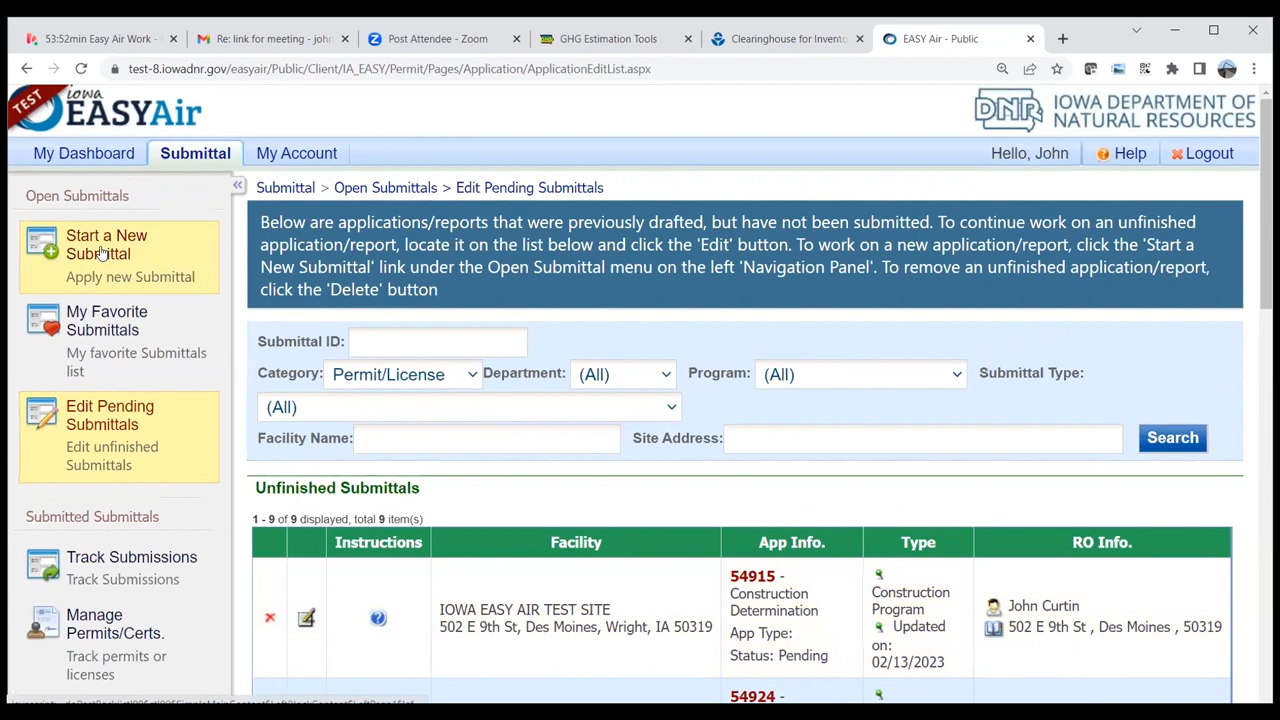 53:52min Easy Air Work -
Re: link for meeting - john
Post Attendee - Zoom
GHG Estimation Tools
Clearinghouse for Invento
EASY Air - Public
test-8.iowadnr.gov/easyair/Public/Client/IA_EASY/Permit/Pages/Application/ApplicationEditList.aspx
TEST
iowa
EASYAir
DNR
IOWA DEPARTMENT OF
NATURAL RESOURCES
My Dashboard
Submittal
My Account
Hello, John
Help
Logout
Open Submittals
Start a New
Submittal
Apply new Submittal
My Favorite
Submittals
My favorite Submittals
list
Edit Pending
Submittals
Edit unfinished
Submittals
Submitted Submittals
Track Submissions
Track Submissions
Manage
Permits/Certs.
Track permits or
licenses
Submittal > Open Submittals > Edit Pending Submittals
Below are applications/reports that were previously drafted, but have not been submitted. To continue work on an unfinished
application/report, locate it on the list below and click the 'Edit' button. To work on a new application/report, click the 'Start a
New Submittal' link under the Open Submittal menu on the left 'Navigation Panel'. To remove an unfinished application/report,
click the 'Delete' button
Submittal ID:
Category: Permit/License Department: (All) Program: (All) Submittal Type:
(All)
Facility Name: Site Address: Search
Unfinished Submittals
1 - 9 of 9 displayed, total 9 item(s)
Instructions Facility App Info. Type RO Info.
IOWA EASY AIR TEST SITE
502 E 9th St, Des Moines, Wright, IA 50319
54915 -
Construction
Determination
App Type:
Status: Pending
Construction
Program
Updated
on:
02/13/2023
John Curtin
502 E 9th St , Des Moines , 50319
54924 -